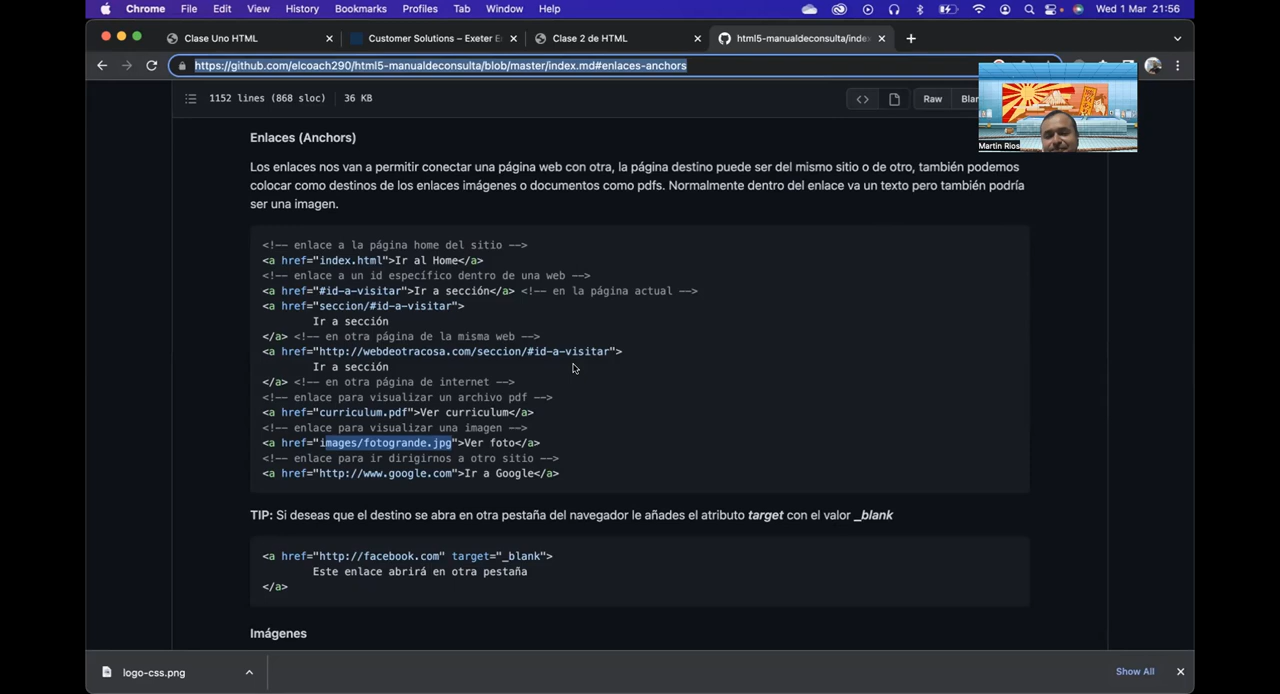 Chrome File Edit View History Bookmarks Profiles Tab Window Help Wed 1 Mar 21:56
Clase Uno HTML Customer Solutions – Exeter E Clase 2 de HTML html5-manualdeconsulta/index
https://github.com/elcoach290/html5-manualdeconsulta/blob/master/index.md#enlaces-anchors
1152 lines (868 sloc) 36 KB Raw Blar
Martin Rios
Enlaces (Anchors)
Los enlaces nos van a permitir conectar una página web con otra, la página destino puede ser del mismo sitio o de otro, también podemos
colocar como destinos de los enlaces imágenes o documentos como pdfs. Normalmente dentro del enlace va un texto pero también podría
ser una imagen.
<!-- enlace a la página home del sitio -->
<a href="index.html">Ir al Home</a>
<!-- enlace a un id específico dentro de una web -->
<a href="#id-a-visitar">Ir a sección</a> <!-- en la página actual -->
<a href="seccion/#id-a-visitar">
Ir a sección
</a> <!-- en otra página de la misma web -->
<a href="http://webdeotracosa.com/seccion/#id-a-visitar">
Ir a sección
</a> <!-- en otra página de internet -->
<!-- enlace para visualizar un archivo pdf -->
<a href="curriculum.pdf">Ver curriculum</a>
<!-- enlace para visualizar una imagen -->
<a href="images/fotogrande.jpg">Ver foto</a>
<!-- enlace para ir dirigirnos a otro sitio -->
<a href="http://www.google.com">Ir a Google</a>
TIP: Si deseas que el destino se abra en otra pestaña del navegador le añades el atributo target con el valor _blank
<a href="http://facebook.com" target="_blank">
Este enlace abrirá en otra pestaña
</a>
Imágenes
logo-css.png Show All